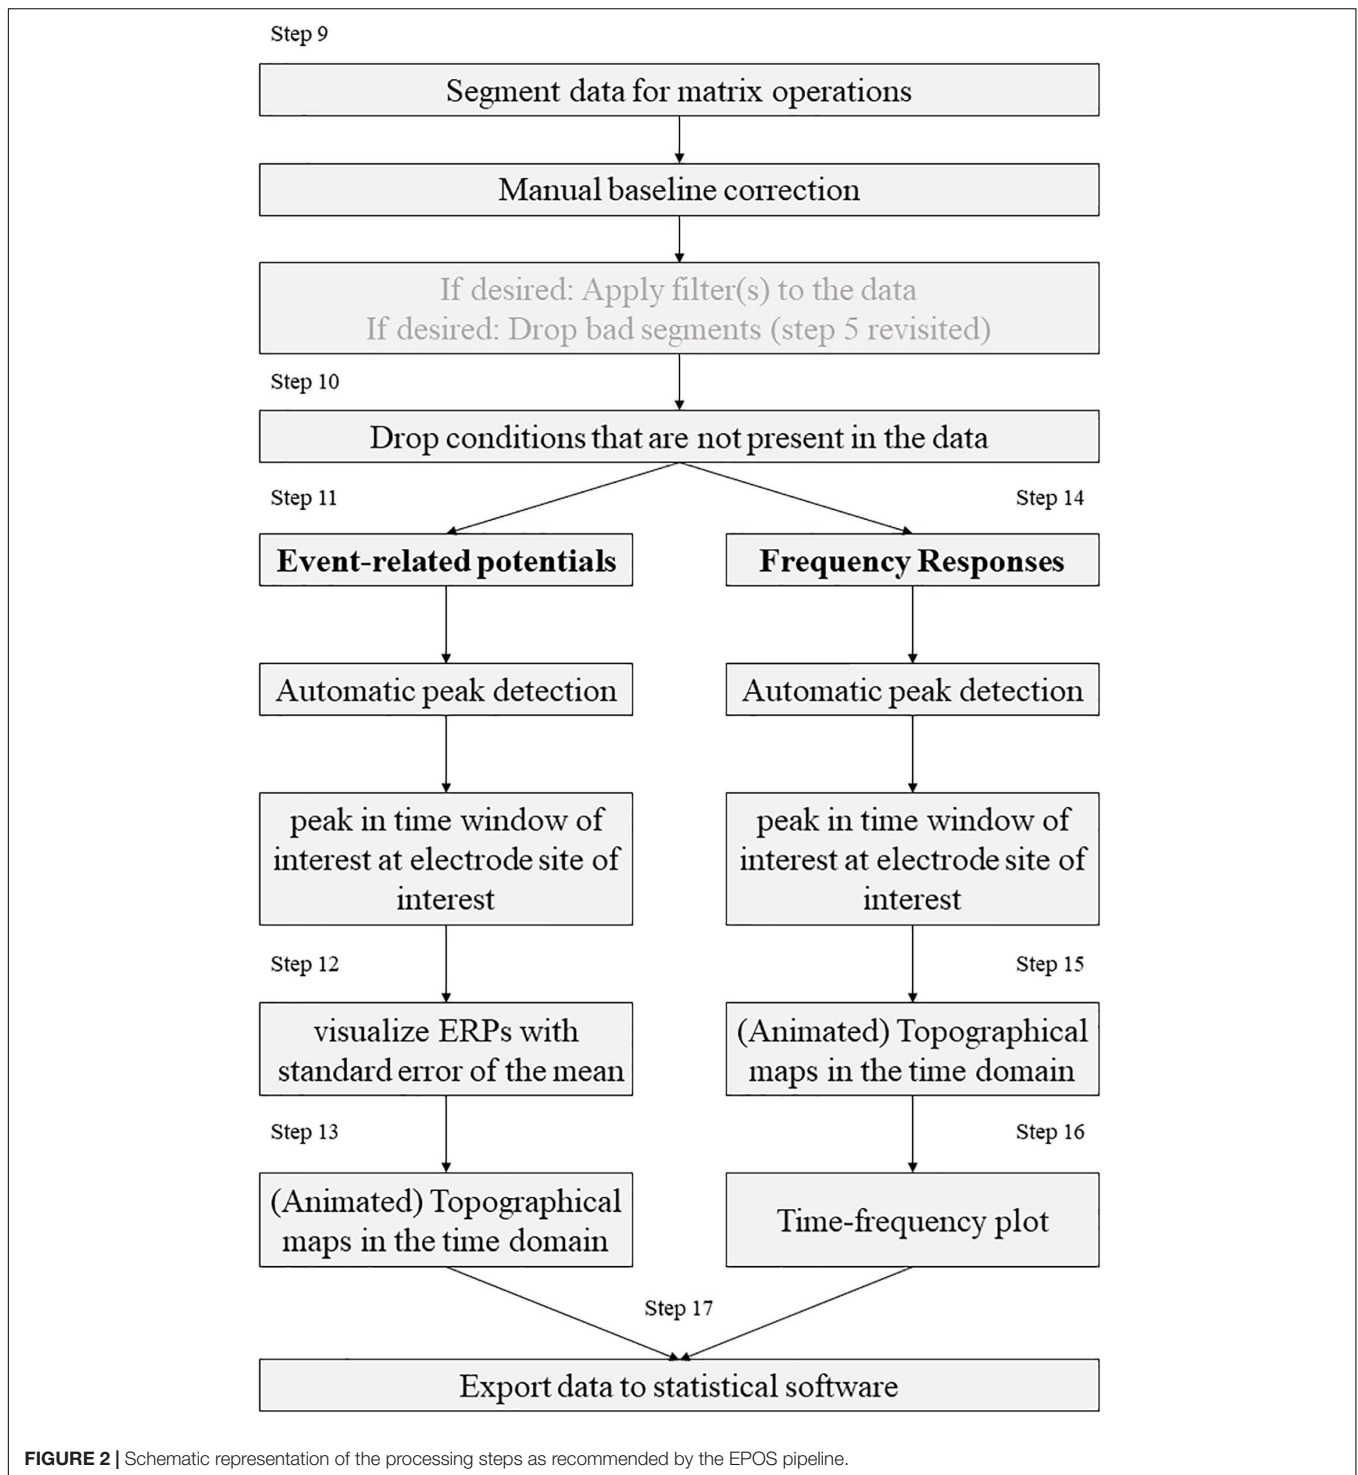 Step 9
Segment data for matrix operations
Manual baseline correction
If desired: Apply filter(s) to the data
If desired: Drop bad segments (step 5 revisited)
Step 10
Drop conditions that are not present in the data
Step 11
Step 14
Event-related potentials
Frequency Responses
Automatic peak detection
Automatic peak detection
peak in time window of
interest at electrode site of
interest
peak in time window of
interest at electrode site of
interest
Step 12
Step 15
visualize ERPs with
standard error of the mean
(Animated) Topographical
maps in the time domain
Step 13
Step 16
(Animated) Topographical
maps in the time domain
Time-frequency plot
Step 17
Export data to statistical software
FIGURE 2 | Schematic representation of the processing steps as recommended by the EPOS pipeline.